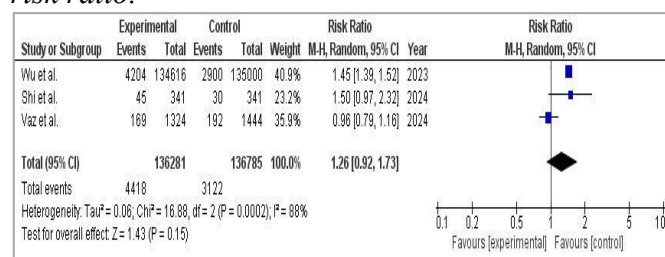 risk ratio.
Experimental Control Risk Ratio Risk Ratio
Study or Subgroup Events Total Events Total Weight M-H, Random, 95% CI Year M-H, Random, 95% CI
Wu et al. 4204 134616 2900 135000 40.9% 1.45 [1.39, 1.52] 2023
Shi et al. 45 341 30 341 23.2% 1.50 [0.97, 2.32] 2024
Vaz et al. 169 1324 192 1444 35.9% 0.96 [0.79, 1.16] 2024
Total (95% CI) 136281 136785 100.0% 1.26 [0.92, 1.73]
Total events 4418 3122
Heterogeneity: Tau² = 0.06; Chi² = 16.88, df = 2 (P = 0.0002); I² = 88%
Test for overall effect: Z = 1.43 (P = 0.15)
0.1 0.2 0.5 1 2 5 10
Favours [experimental] Favours [control]